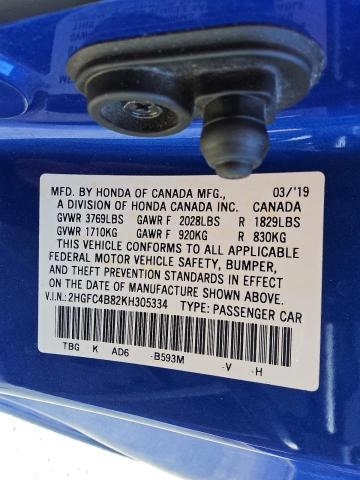 MFD. BY HONDA OF CANADA MFG., 03/'19
A DIVISION OF HONDA CANADA INC. CANADA
GVWR 3769LBS GAWR F 2028LBS R 1829LBS
GVWR 1710KG GAWR F 920KG R 830KG
THIS VEHICLE CONFORMS TO ALL APPLICABLE
FEDERAL MOTOR VEHICLE SAFETY, BUMPER,
AND THEFT PREVENTION STANDARDS IN EFFECT
ON THE DATE OF MANUFACTURE SHOWN ABOVE.
V.I.N.: 2HGFC4B82KH305334 TYPE: PASSENGER CAR
TBG K AD6 -B593M -V -H